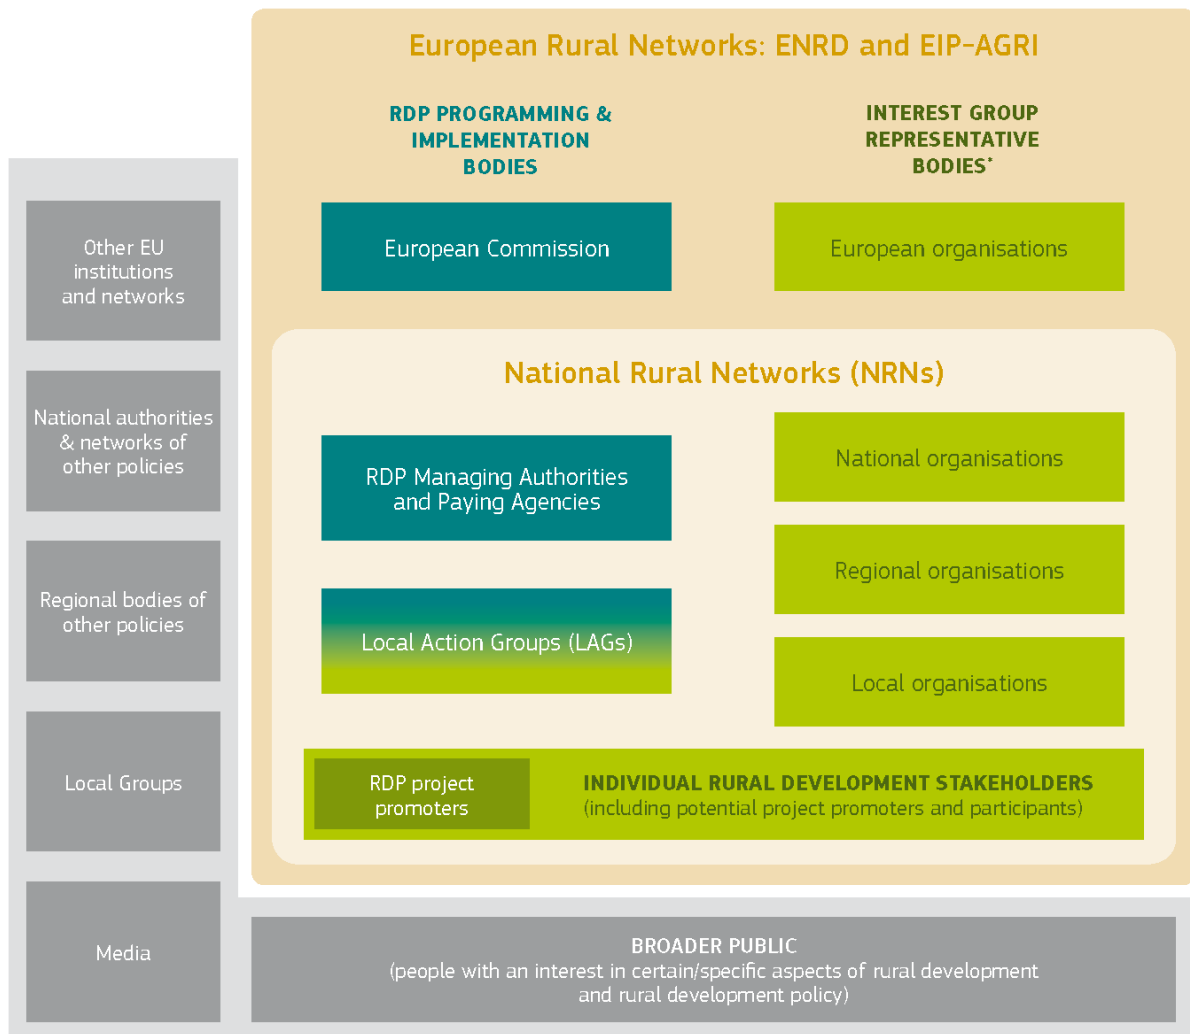 European Rural Networks: ENRD and EIP-AGRI
RDP PROGRAMMING &
IMPLEMENTATION
BODIES
INTEREST GROUP
REPRESENTATIVE
BODIES*
European Commission
European organisations
National Rural Networks (NRNs)
RDP Managing Authorities
and Paying Agencies
Local Action Groups (LAGs)
National organisations
Regional organisations
Local organisations
RDP project
promoters
INDIVIDUAL RURAL DEVELOPMENT STAKEHOLDERS
(including potential project promoters and participants)
Other EU
institutions
and networks
National authorities
& networks of
other policies
Regional bodies of
other policies
Local Groups
Media
BROADER PUBLIC
(people with an interest in certain/specific aspects of rural development
and rural development policy)